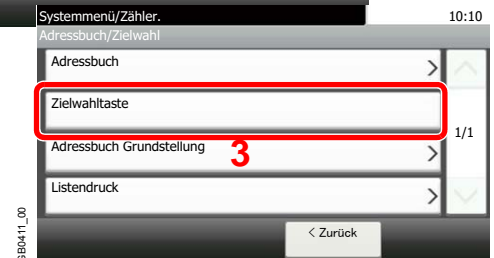 Systemmenü/Zähler.
10:10
Adressbuch/Zielwahl
Adressbuch
Zielwahltaste
1/1
Adressbuch Grundstellung
3
Listendruck
< Zurück
GB0411_00